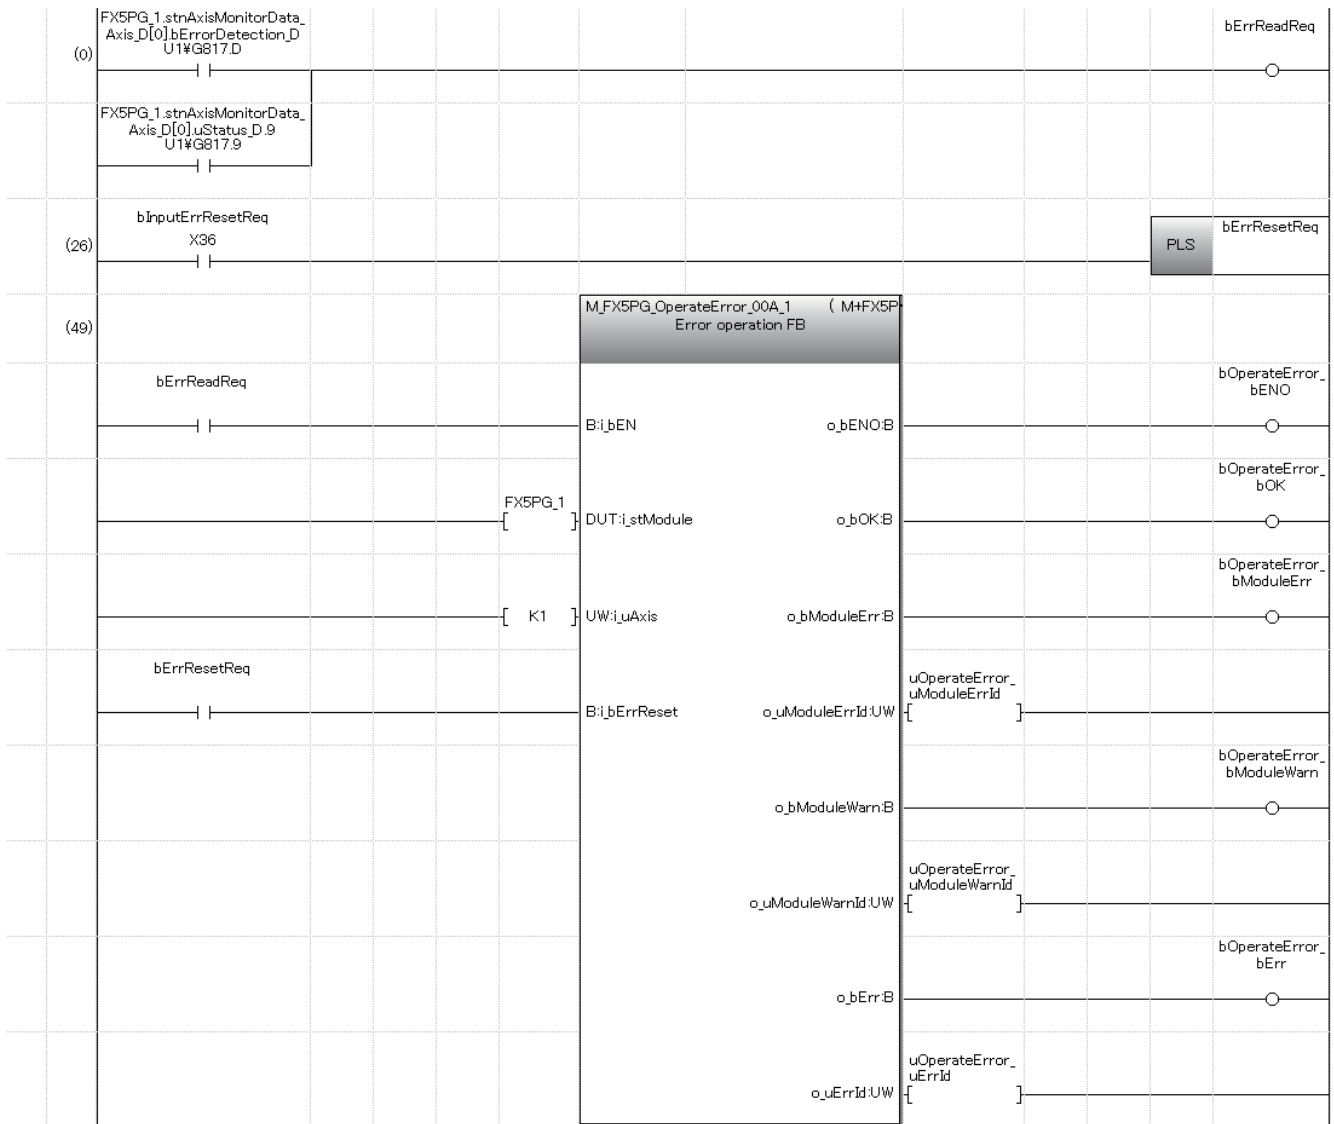 FX5PG_1.stnAxisMonitorData_
Axis_D[0].bErrorDetection_D
U1¥G817.D
bErrReadReq
(0)
FX5PG_1.stnAxisMonitorData_
Axis_D[0].uStatus_D.9
U1¥G817.9
bInputErrResetReq
X36
(26)
PLS
bErrResetReq
(49)
M_FX5PG_OperateError_00A_1 ( M+FX5P
Error operation FB
bErrReadReq
B:i_bEN
o_bENO:B
bOperateError_
bENO
FX5PG_1
DUT:i_stModule
o_bOK:B
bOperateError_
bOK
K1
UW:i_uAxis
o_bModuleErr:B
bOperateError_
bModuleErr
bErrResetReq
B:i_bErrReset
o_uModuleErrId:UW
uOperateError_
uModuleErrId
o_bModuleWarn:B
bOperateError_
bModuleWarn
o_uModuleWarnId:UW
uOperateError_
uModuleWarnId
o_bErr:B
bOperateError_
bErr
o_uErrId:UW
uOperateError_
uErrId